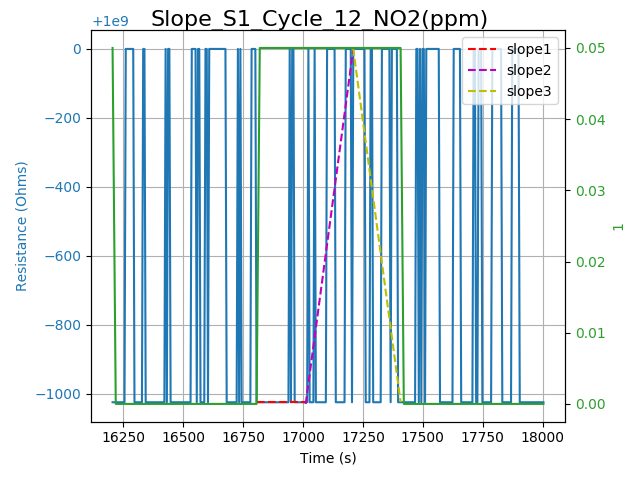 Slope_S1_Cycle_12_NO2(ppm)
+1e9
0
−200
−400
−600
−800
−1000
Resistance (Ohms)
slope1
slope2
slope3
0.05
0.04
0.03
0.02
0.01
0.00
1
16250 16500 16750 17000 17250 17500 17750 18000
Time (s)